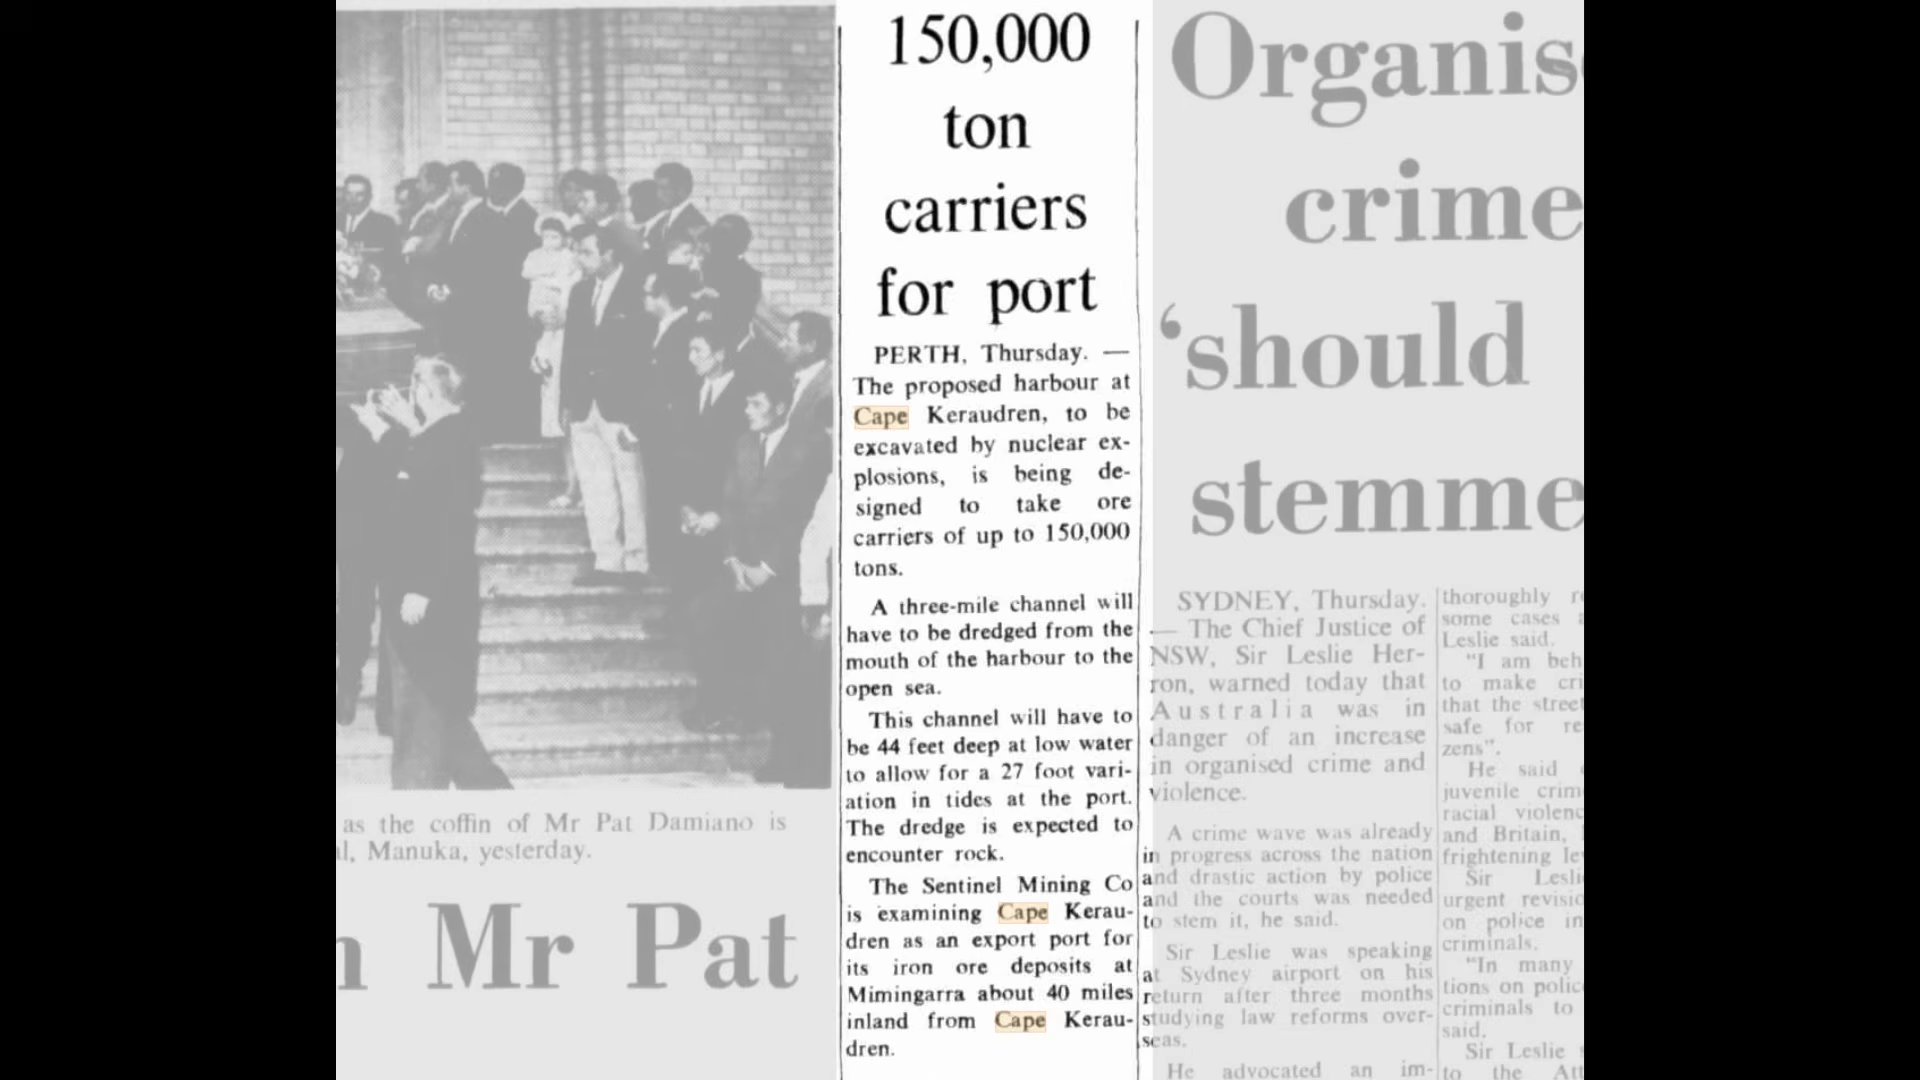 150,000
ton
carriers
for port
PERTH, Thursday. —
The proposed harbour at
Cape Keraudren, to be
excavated by nuclear ex-
plosions, is being de-
signed to take ore
carriers of up to 150,000
tons.
A three-mile channel will
have to be dredged from the
mouth of the harbour to the
open sea.
This channel will have to
be 44 feet deep at low water
to allow for a 27 foot vari-
ation in tides at the port.
The dredge is expected to
encounter rock.
The Sentinel Mining Co
is examining Cape Kerau-
dren as an export port for
its iron ore deposits at
Mimingarra about 40 miles
inland from Cape Kerau-
dren.
as the coffin of Mr Pat Damiano is
l, Manuka, yesterday.
n Mr Pat
Organis
crime
‘should
stemme
SYDNEY, Thursday.
— The Chief Justice of
NSW, Sir Leslie Her-
ron, warned today that
Australia was in
danger of an increase
in organised crime and
violence.
A crime wave was already
in progress across the nation
and drastic action by police
and the courts was needed
to stem it, he said.
Sir Leslie was speaking
at Sydney airport on his
return after three months
studying law reforms over-
seas.
He advocated an im-
thoroughly r
some cases
Leslie said.
"I am beh
to make cri
that the street
safe for re
zens".
He said
juvenile crim
racial violenc
and Britain,
frightening le
Sir Lesli
urgent revisio
on police in
criminals.
"In many
tions on polic
criminals to
said.
Sir Leslie
to the Att